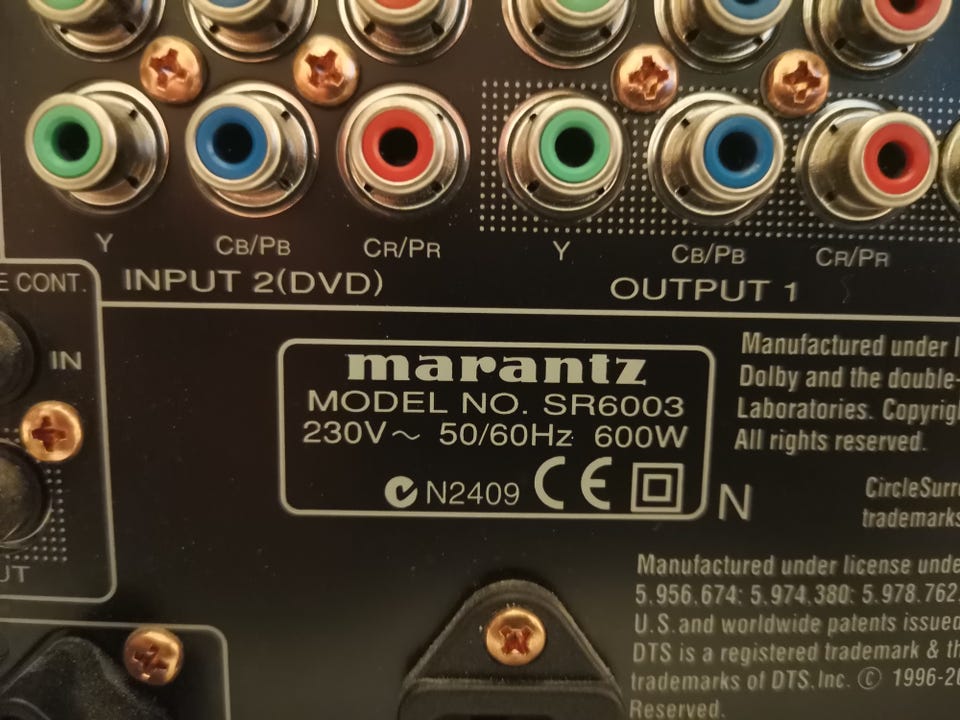 Y CB/PB CR/PR
INPUT 2(DVD)
Y CB/PB CR/PR
OUTPUT 1
CONT.
IN
marantz
MODEL NO. SR6003
230V~ 50/60Hz 600W
N2409 CE
N
Manufactured under
Dolby and the double-
Laboratories.
All rights reserved.
trademarks
Manufactured under license
5.956.674; 5.974.380; 5.978.762
U.S.and worldwide patents issued
DTS is a registered trademark &
trademarks of DTS, Inc. © 1996-
Reserved.